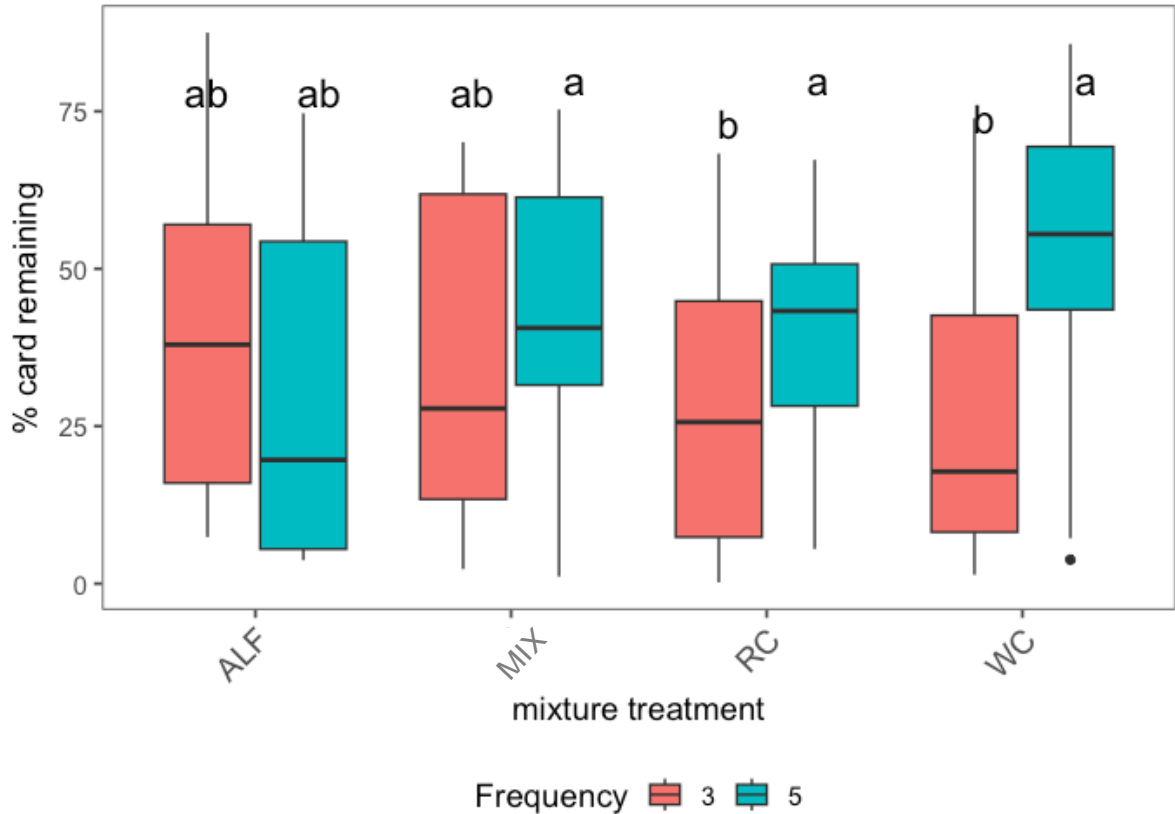 75
50
25
0
% card remaining
ab
ab
ab
a
b
a
b
a
ALF
MIX
RC
WC
mixture treatment
Frequency 3 5